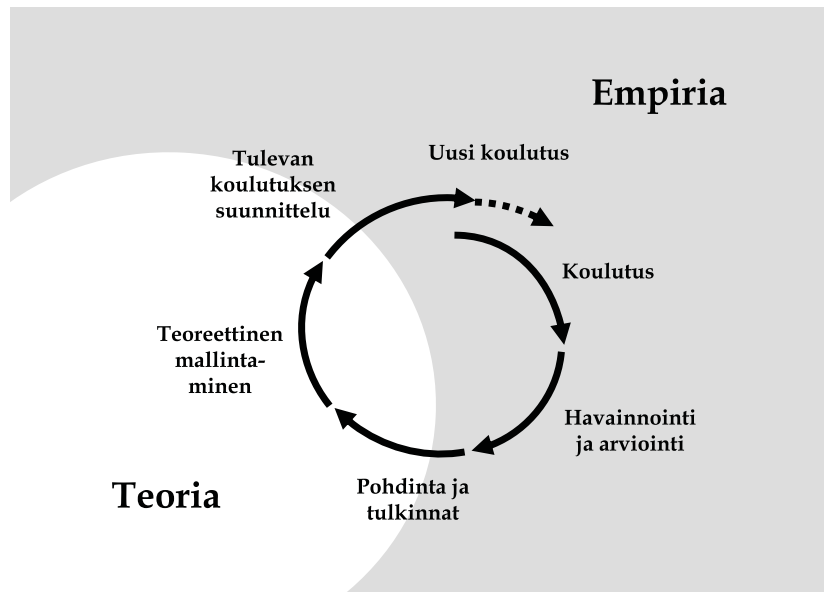 Empiria
Uusi koulutus
Tulevan
koulutuksen
suunnittelu
Koulutus
Teoreettinen
mallinta-
minen
Havainnointi
ja arviointi
Pohdinta ja
tulkinnat
Teoria